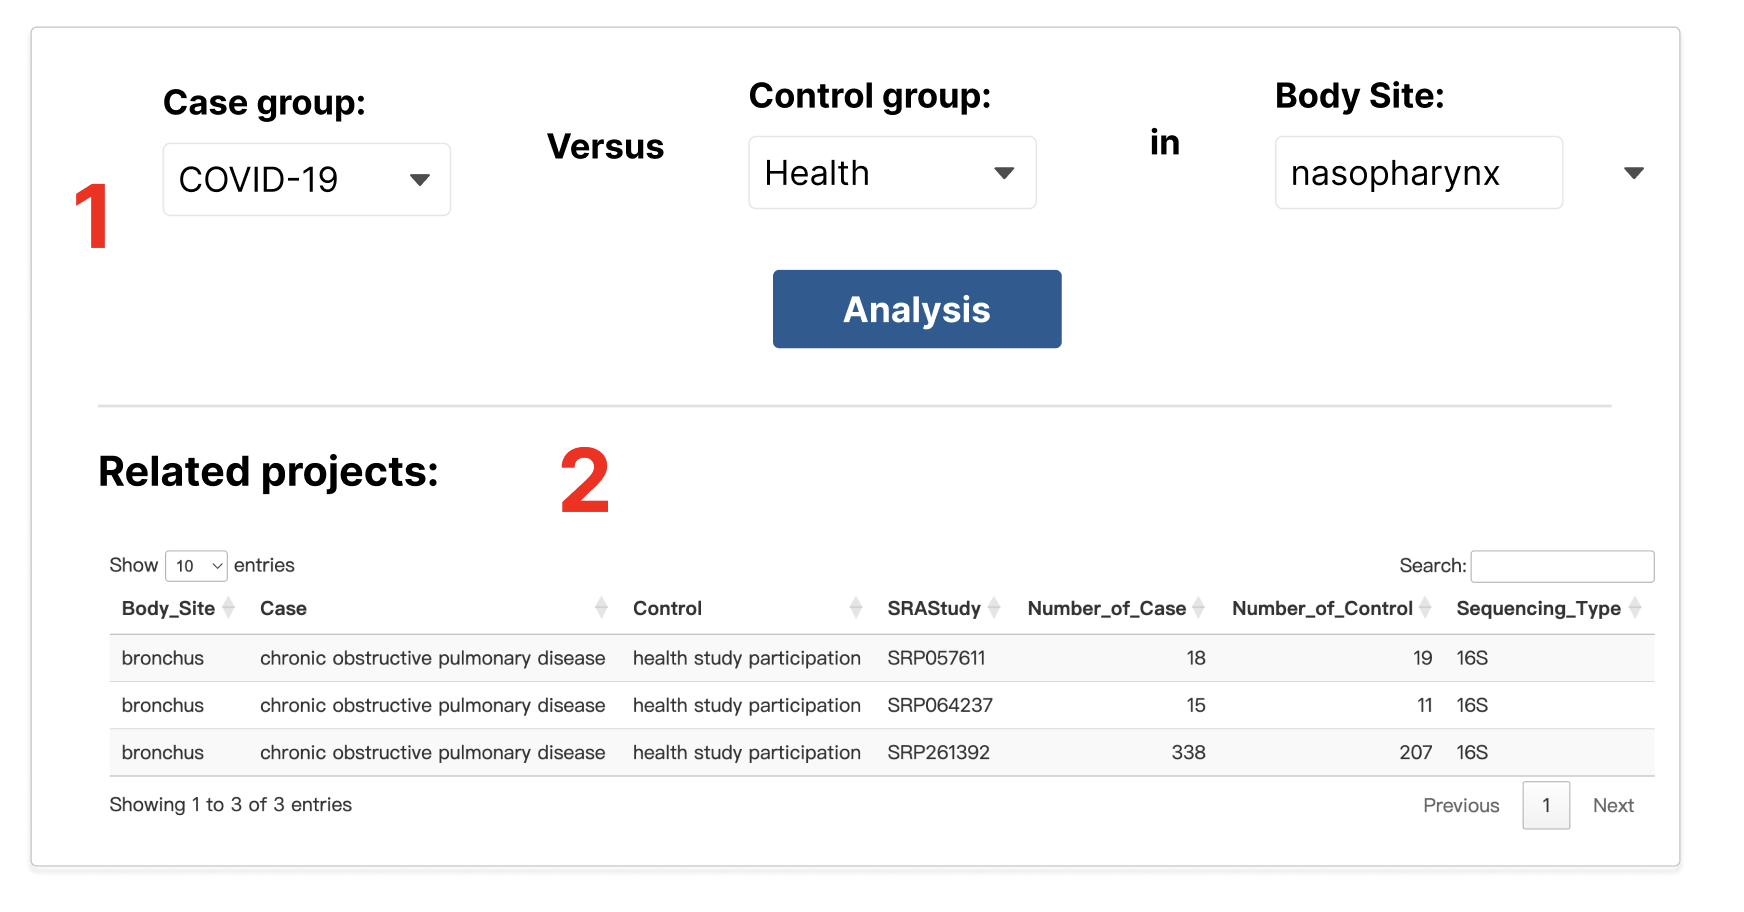 Case group: Control group: Body Site:
COVID-19 Versus Health in nasopharynx
1
Analysis
Related projects: 2
Show 10 entries Search:
Body_Site Case Control SRAStudy Number_of_Case Number_of_Control Sequencing_Type
bronchus chronic obstructive pulmonary disease health study participation SRP057611 18 19 16S
bronchus chronic obstructive pulmonary disease health study participation SRP064237 15 11 16S
bronchus chronic obstructive pulmonary disease health study participation SRP261392 338 207 16S
Showing 1 to 3 of 3 entries Previous 1 Next